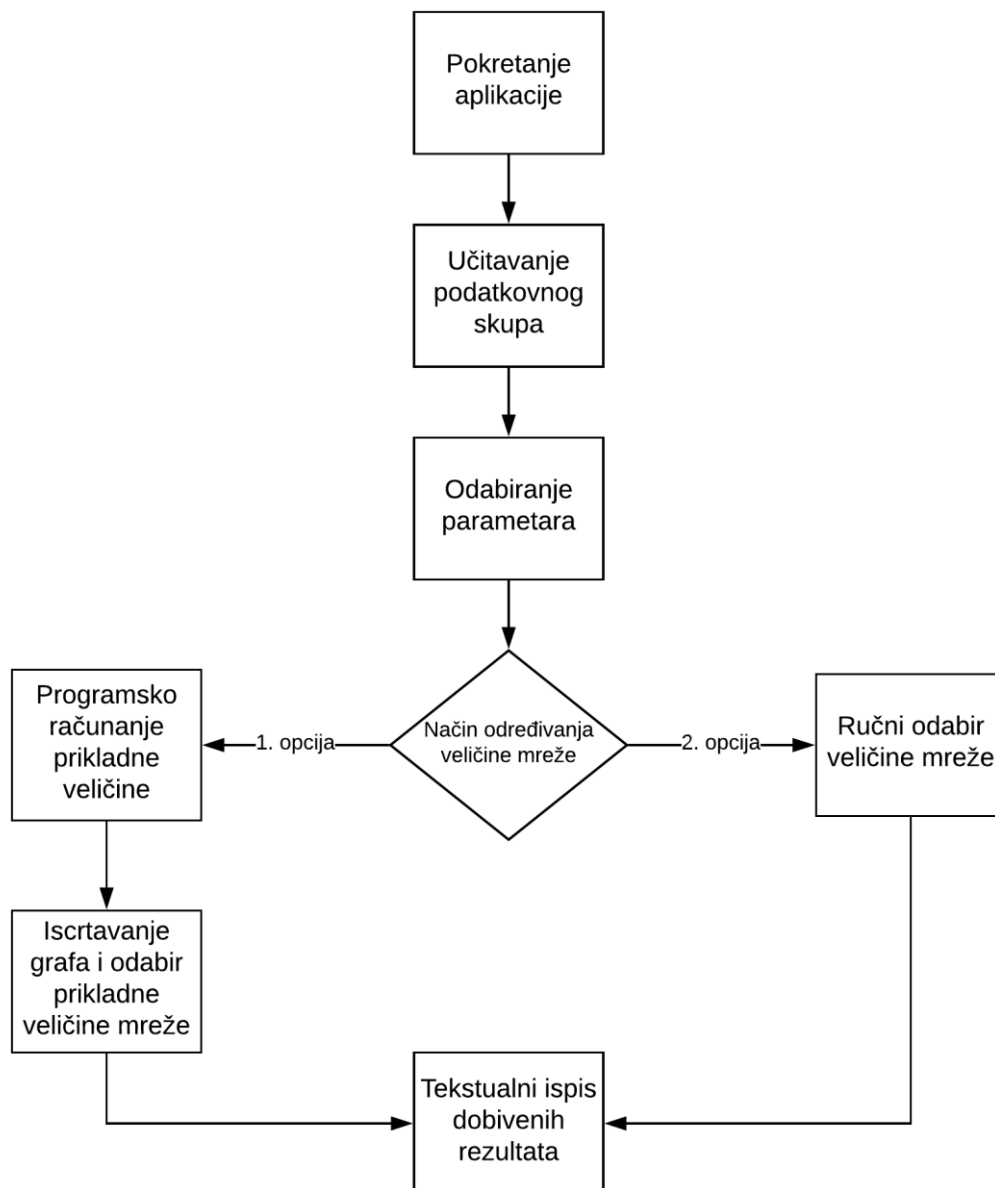 Pokretanje
aplikacije
Učitavanje
podatkovnog
skupa
Odabiranje
parametara
Programsko
računanje
prikladne
veličine
1. opcija
Način određivanja
veličine mreže
2. opcija
Ručni odabir
veličine mreže
Iscrtavanje
grafa i odabir
prikladne
veličine mreže
Tekstualni ispis
dobivenih
rezultata